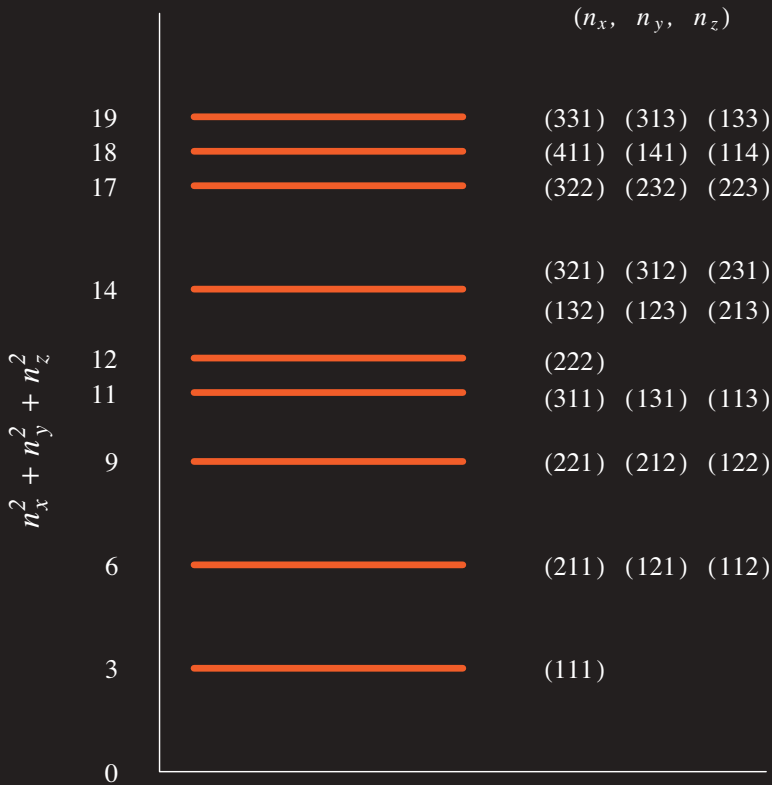 (n_x, n_y, n_z)
19 (331) (313) (133)
18 (411) (141) (114)
17 (322) (232) (223)
(321) (312) (231)
14
(132) (123) (213)
12 (222)
11 (311) (131) (113)
9 (221) (212) (122)
6 (211) (121) (112)
3 (111)
0
n_x^2 + n_y^2 + n_z^2